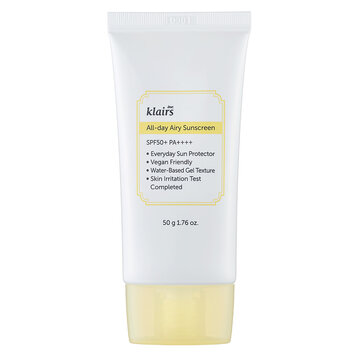 klairs
All-day Airy Sunscreen
SPF50+ PA++++
• Everyday Sun Protector
• Vegan Friendly
• Water-Based Gel Texture
• Skin Irritation Test
Completed
50 g 1.76 oz.